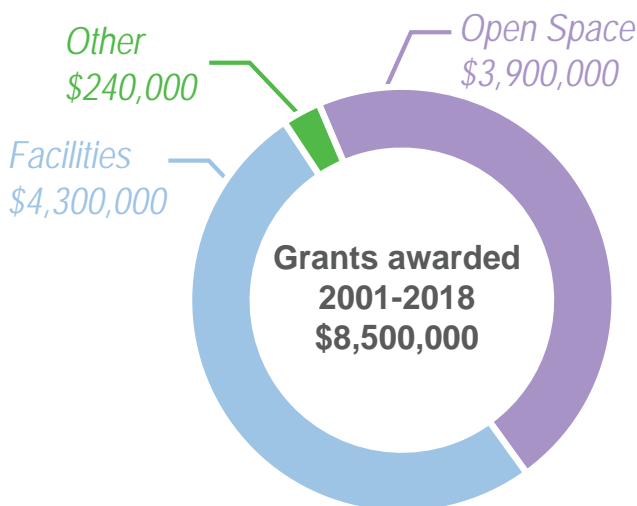 Other
$240,000
Open Space
$3,900,000
Facilities
$4,300,000
Grants awarded
2001-2018
$8,500,000